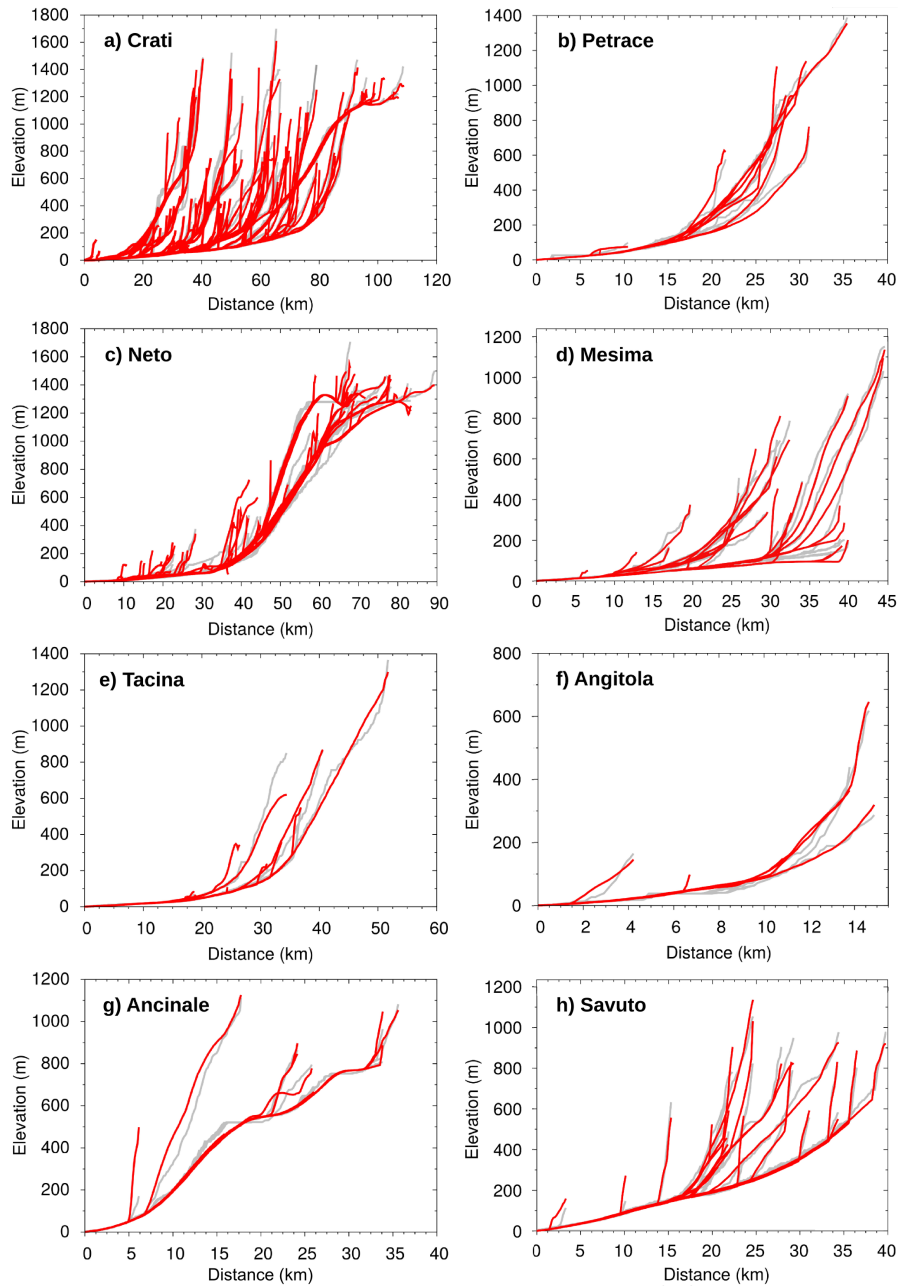 a) Crati
Elevation (m)
1800
1600
1400
1200
1000
800
600
400
200
0
0 20 40 60 80 100 120
Distance (km)
b) Petrace
Elevation (m)
1400
1200
1000
800
600
400
200
0
0 5 10 15 20 25 30 35 40
Distance (km)
c) Neto
Elevation (m)
1800
1600
1400
1200
1000
800
600
400
200
0
0 10 20 30 40 50 60 70 80 90
Distance (km)
d) Mesima
Elevation (m)
1200
1000
800
600
400
200
0
0 5 10 15 20 25 30 35 40 45
Distance (km)
e) Tacina
Elevation (m)
1400
1200
1000
800
600
400
200
0
0 10 20 30 40 50 60
Distance (km)
f) Angitola
Elevation (m)
800
600
400
200
0
0 2 4 6 8 10 12 14
Distance (km)
g) Ancinale
Elevation (m)
1200
1000
800
600
400
200
0
0 5 10 15 20 25 30 35 40
Distance (km)
h) Savuto
Elevation (m)
1200
1000
800
600
400
200
0
0 5 10 15 20 25 30 35 40
Distance (km)